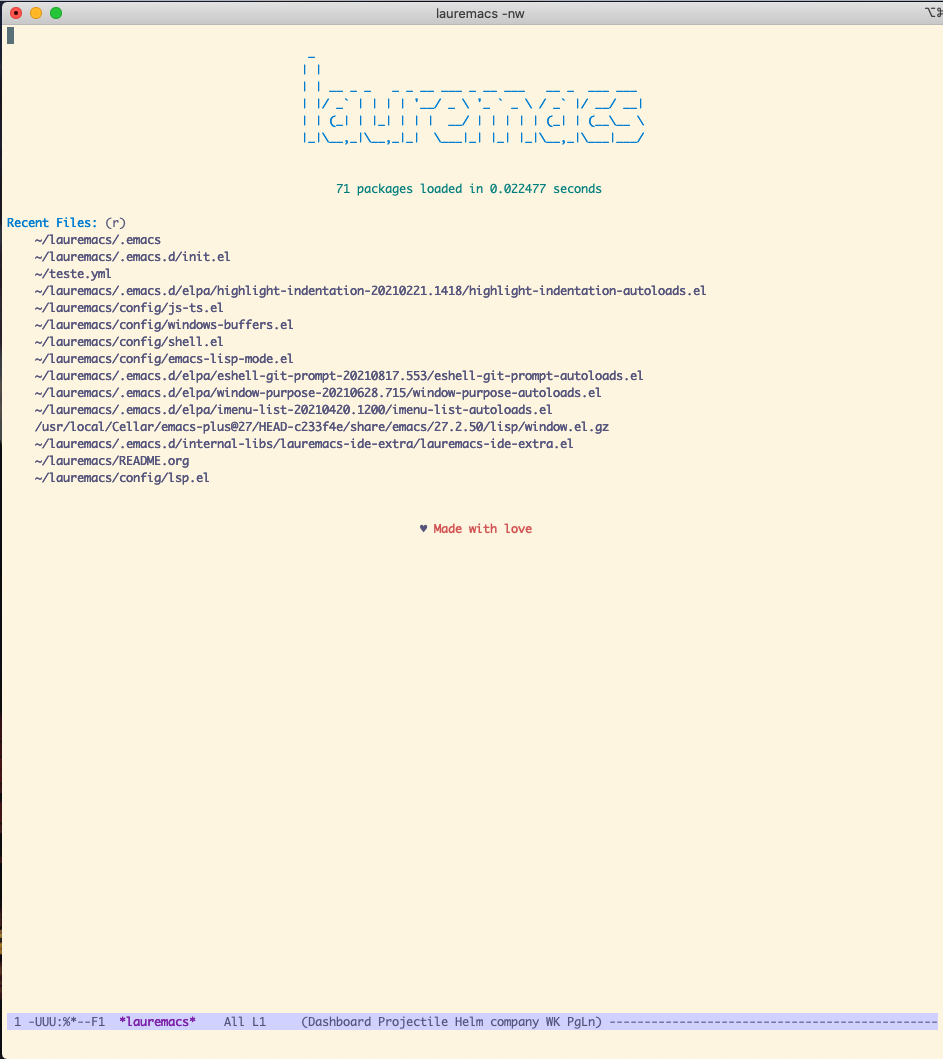 lauremacs -nw
⌥⌘
lauremacs
71 packages loaded in 0.022477 seconds
Recent Files: (r)
~/lauremacs/.emacs
~/lauremacs/.emacs.d/init.el
~/teste.yml
~/lauremacs/.emacs.d/elpa/highlight-indentation-20210221.1418/highlight-indentation-autoloads.el
~/lauremacs/config/js-ts.el
~/lauremacs/config/windows-buffers.el
~/lauremacs/config/shell.el
~/lauremacs/config/emacs-lisp-mode.el
~/lauremacs/.emacs.d/elpa/eshell-git-prompt-20210817.553/eshell-git-prompt-autoloads.el
~/lauremacs/.emacs.d/elpa/window-purpose-20210628.715/window-purpose-autoloads.el
~/lauremacs/.emacs.d/elpa/imenu-list-20210420.1200/imenu-list-autoloads.el
/usr/local/Cellar/emacs-plus@27/HEAD-c233f4e/share/emacs/27.2.50/lisp/window.el.gz
~/lauremacs/.emacs.d/internal-libs/lauremacs-ide-extra/lauremacs-ide-extra.el
~/lauremacs/README.org
~/lauremacs/config/lsp.el
♥ Made with love
1 -UUU:%*--F1  *lauremacs*    All L1     (Dashboard Projectile Helm company WK PgLn) -----------------------------------------------